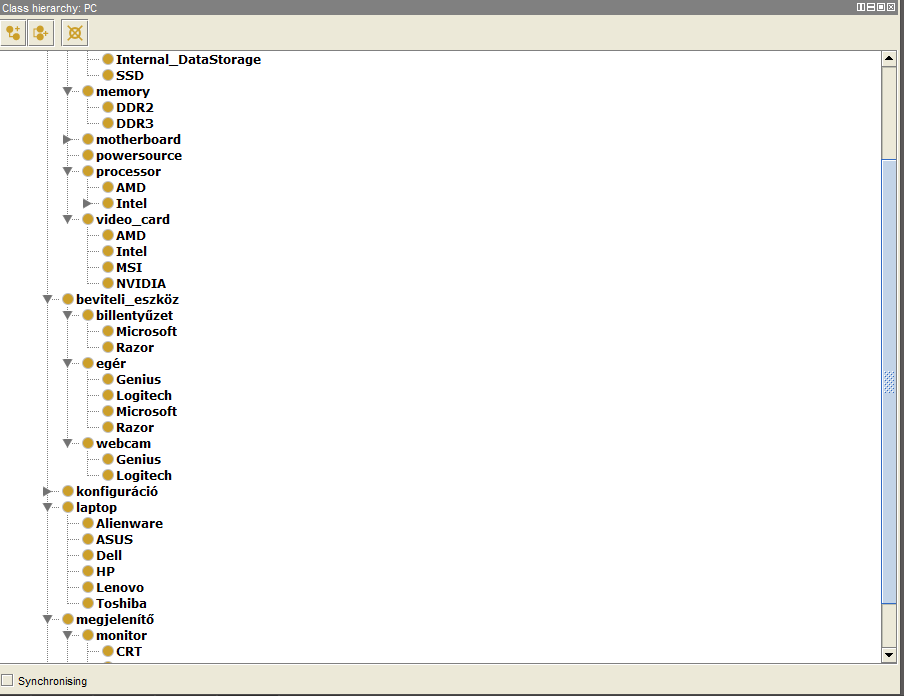 Class hierarchy: PC
Internal_DataStorage
SSD
memory
DDR2
DDR3
motherboard
powersource
processor
AMD
Intel
video_card
AMD
Intel
MSI
NVIDIA
beviteli_eszköz
billentyűzet
Microsoft
Razor
egér
Genius
Logitech
Microsoft
Razor
webcam
Genius
Logitech
konfiguráció
laptop
Alienware
ASUS
Dell
HP
Lenovo
Toshiba
megjelenítő
monitor
CRT
Synchronising